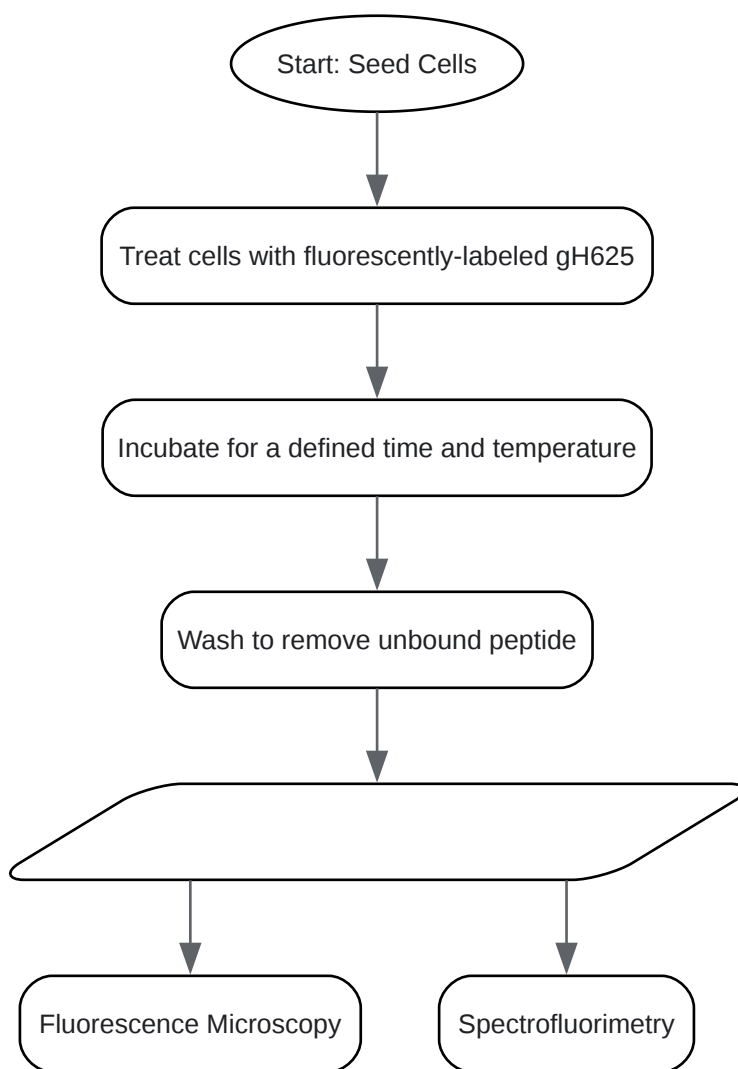 Start: Seed Cells
Treat cells with fluorescently-labeled gH625
Incubate for a defined time and temperature
Wash to remove unbound peptide
Fluorescence Microscopy
Spectrofluorimetry